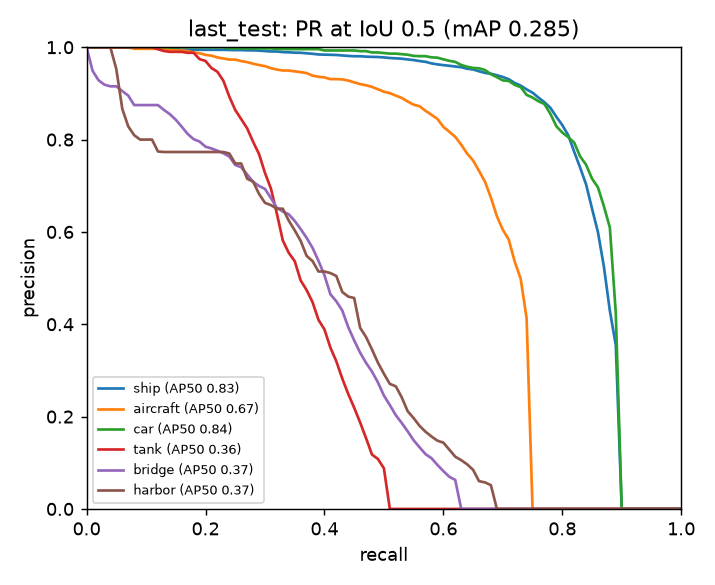 last_test: PR at IoU 0.5 (mAP 0.285)
1.0
0.8
0.6
0.4
0.2
0.0
precision
ship (AP50 0.83)
aircraft (AP50 0.67)
car (AP50 0.84)
tank (AP50 0.36)
bridge (AP50 0.37)
harbor (AP50 0.37)
0.0 0.2 0.4 0.6 0.8 1.0
recall